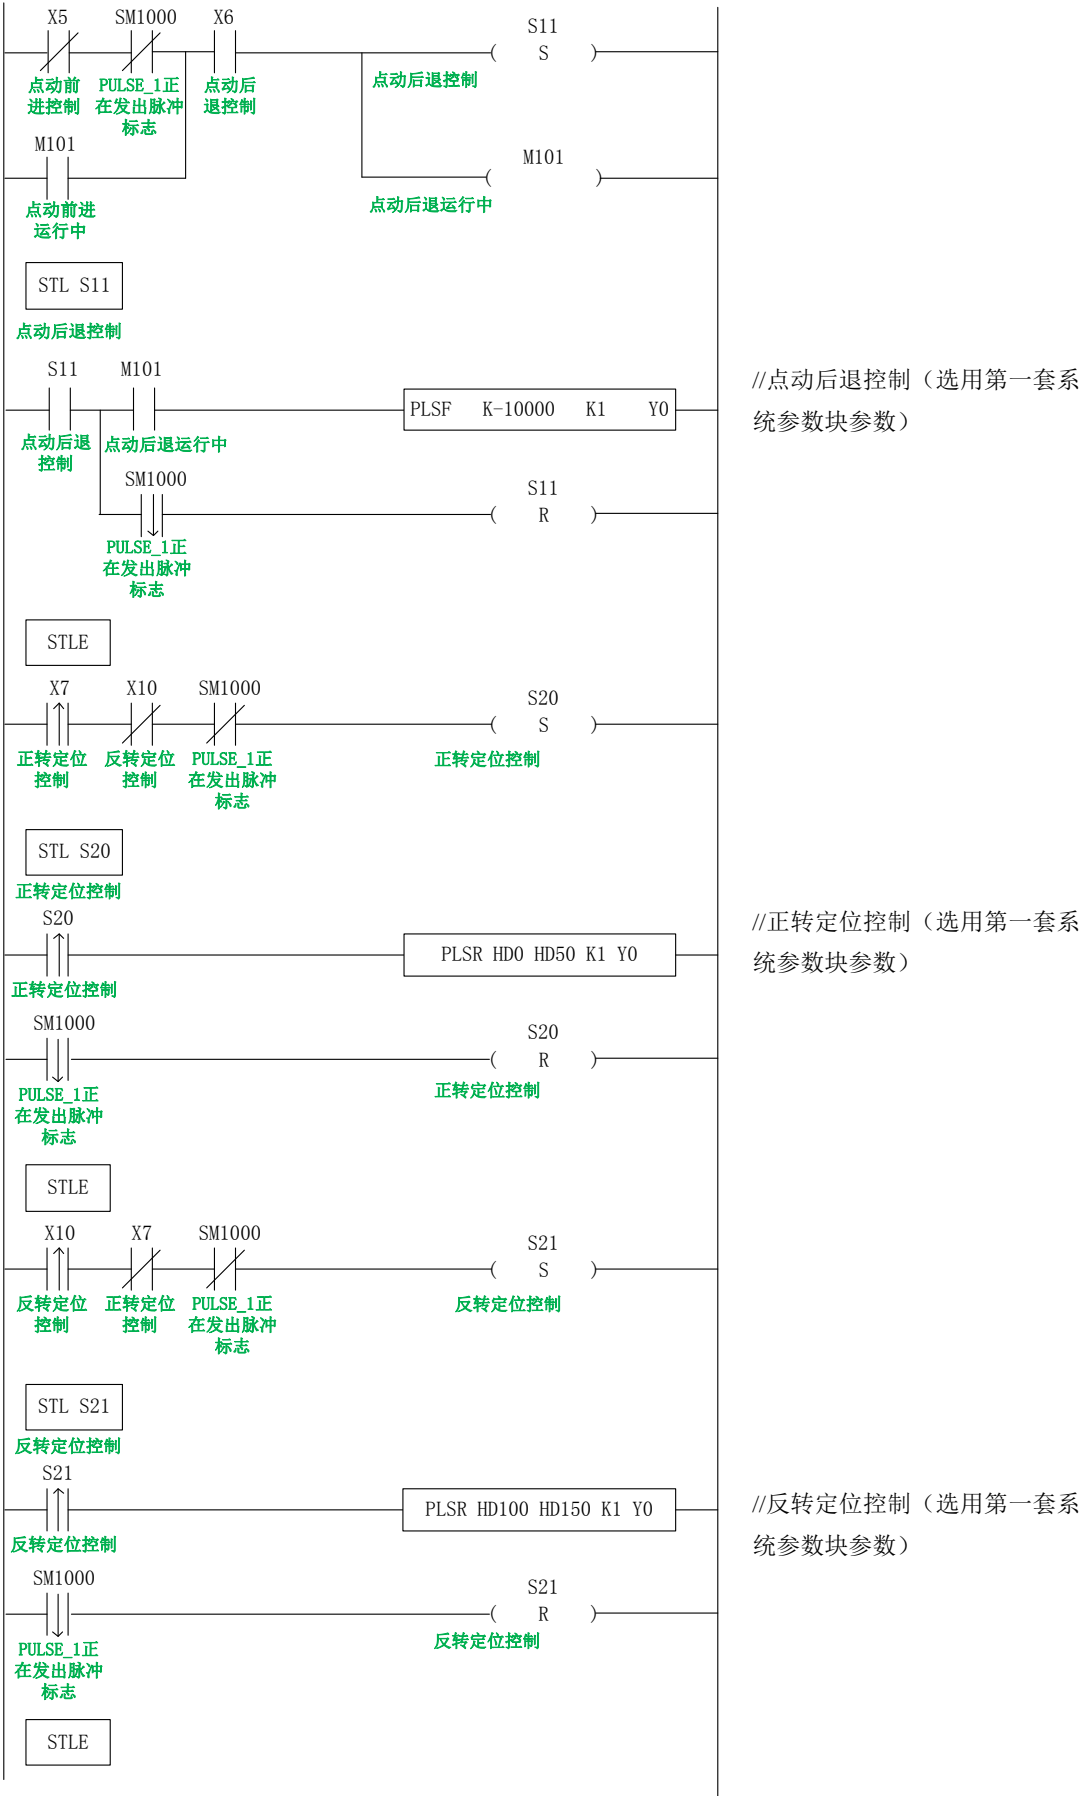 X5 SM1000 X6 S11
( S )
点动前
进控制
PULSE_1正
在发出脉冲
标志
点动后
退控制
点动后退控制
M101 M101
( )
点动前进
运行中
点动后退运行中
STL S11
点动后退控制
S11 M101
PLSF K-10000 K1 Y0
//点动后退控制（选用第一套系
统参数块参数）
点动后退
控制
点动后退运行中
SM1000 S11
( R )
PULSE_1正
在发出脉冲
标志
STLE
X7 X10 SM1000 S20
( S )
正转定位
控制
反转定位
控制
PULSE_1正
在发出脉冲
标志
正转定位控制
STL S20
正转定位控制
S20
PLSR HD0 HD50 K1 Y0
//正转定位控制（选用第一套系
统参数块参数）
正转定位控制
SM1000 S20
( R )
PULSE_1正
在发出脉冲
标志
正转定位控制
STLE
X10 X7 SM1000 S21
( S )
反转定位
控制
正转定位
控制
PULSE_1正
在发出脉冲
标志
反转定位控制
STL S21
反转定位控制
S21
PLSR HD100 HD150 K1 Y0
//反转定位控制（选用第一套系
统参数块参数）
反转定位控制
SM1000 S21
( R )
PULSE_1正
在发出脉冲
标志
反转定位控制
STLE